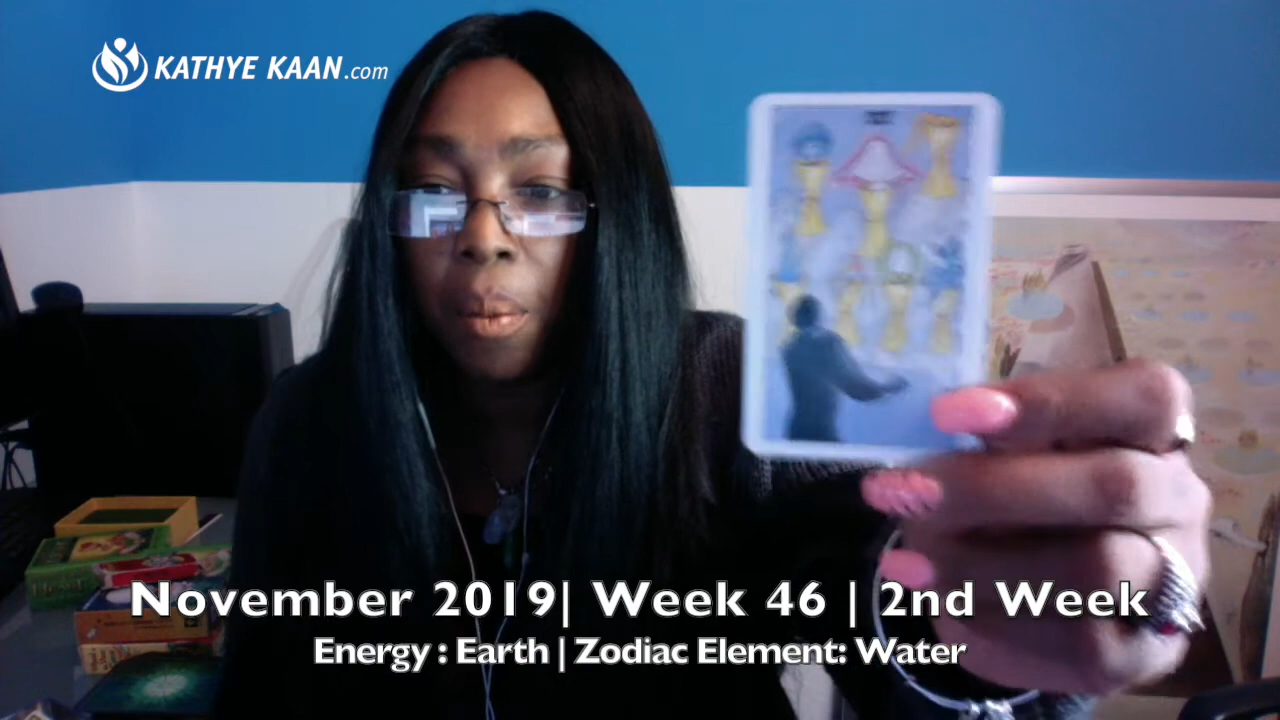 KATHYE KAAN.com
November 2019| Week 46 | 2nd Week
Energy : Earth | Zodiac Element: Water